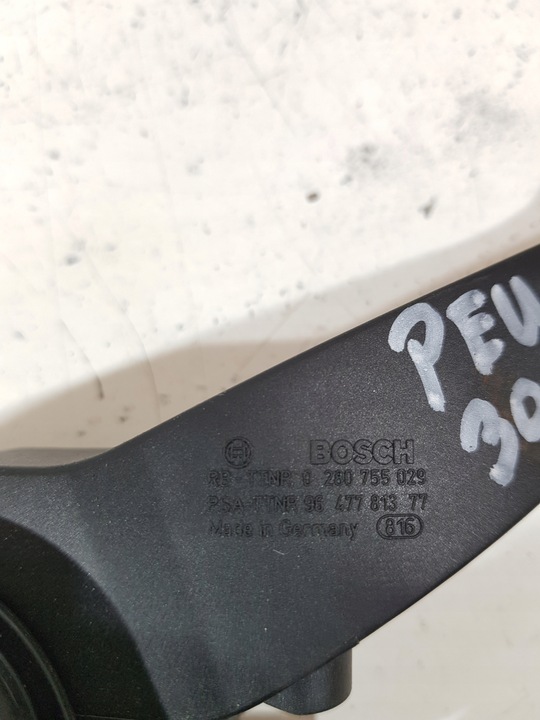 PEU
30
BOSCH
RB-TTNR 0 280 755 029
PSA-TTNR 96 477 813 77
Made in Germany 816